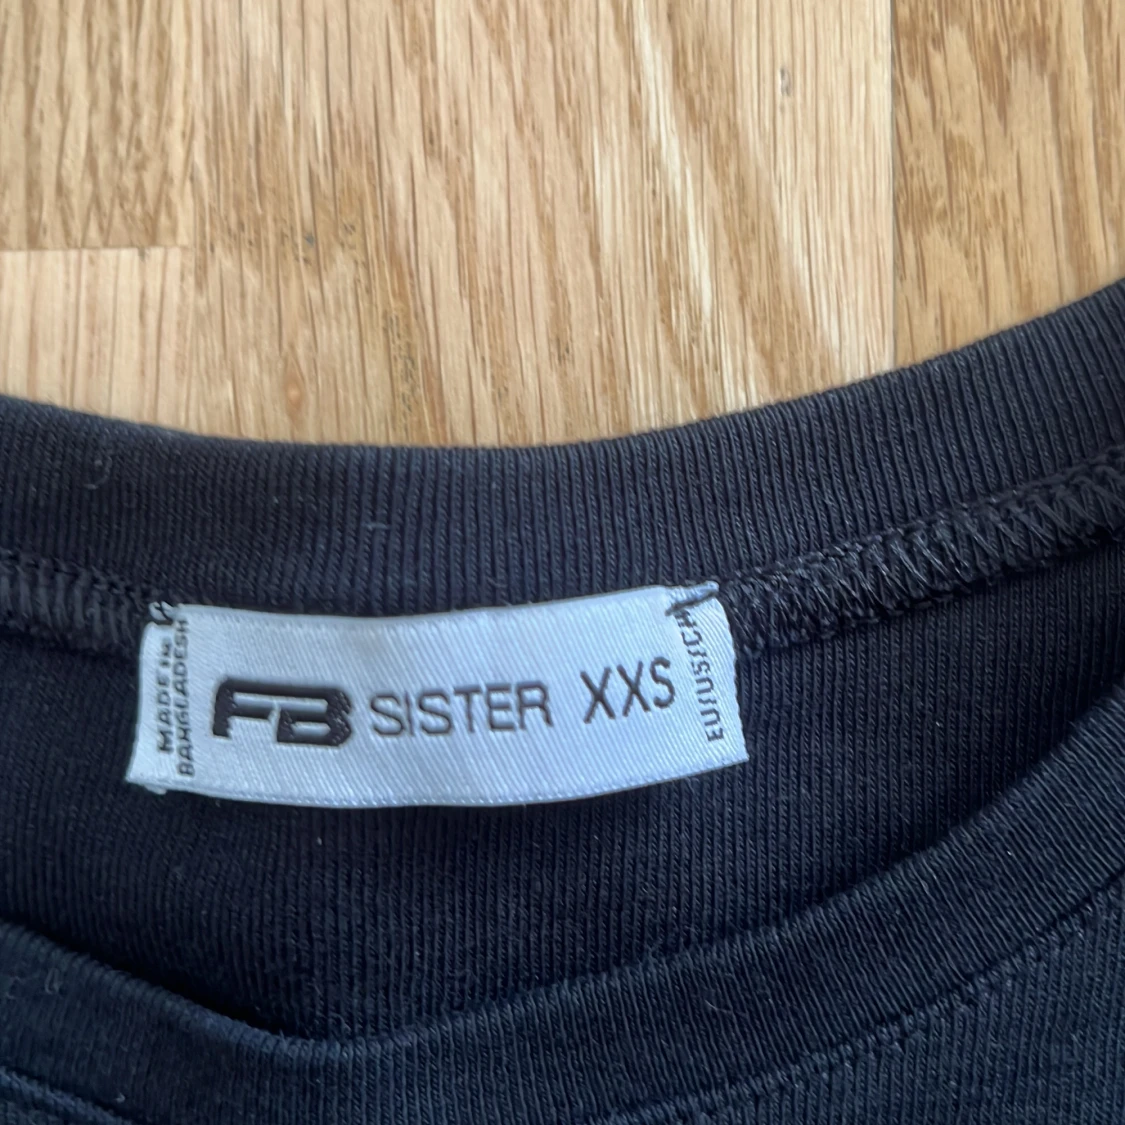 MADE IN
BANGLADESH
FB SISTER XXS
EU/US/CH